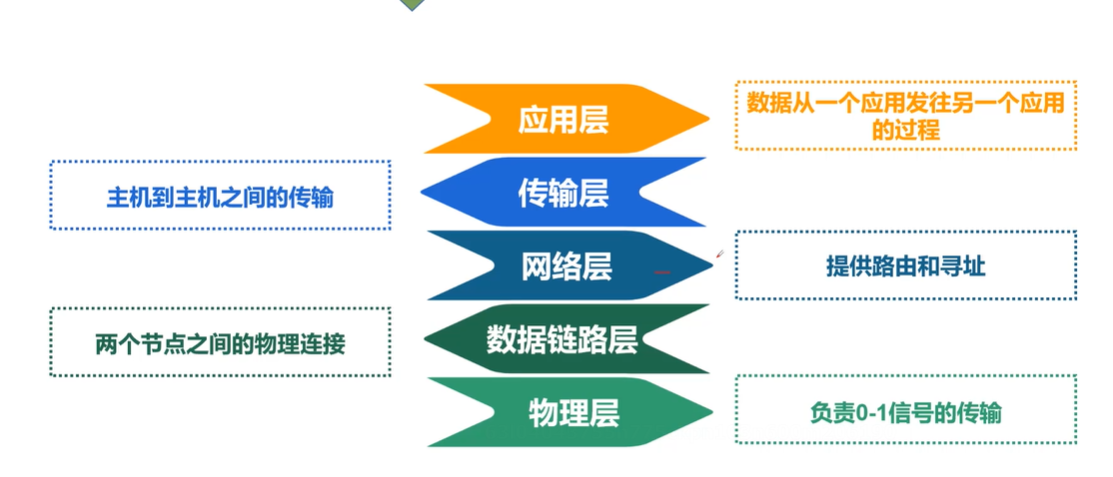 应用层
数据从一个应用发往另一个应用
的过程
主机到主机之间的传输
传输层
网络层
提供路由和寻址
两个节点之间的物理连接
数据链路层
物理层
负责0-1信号的传输